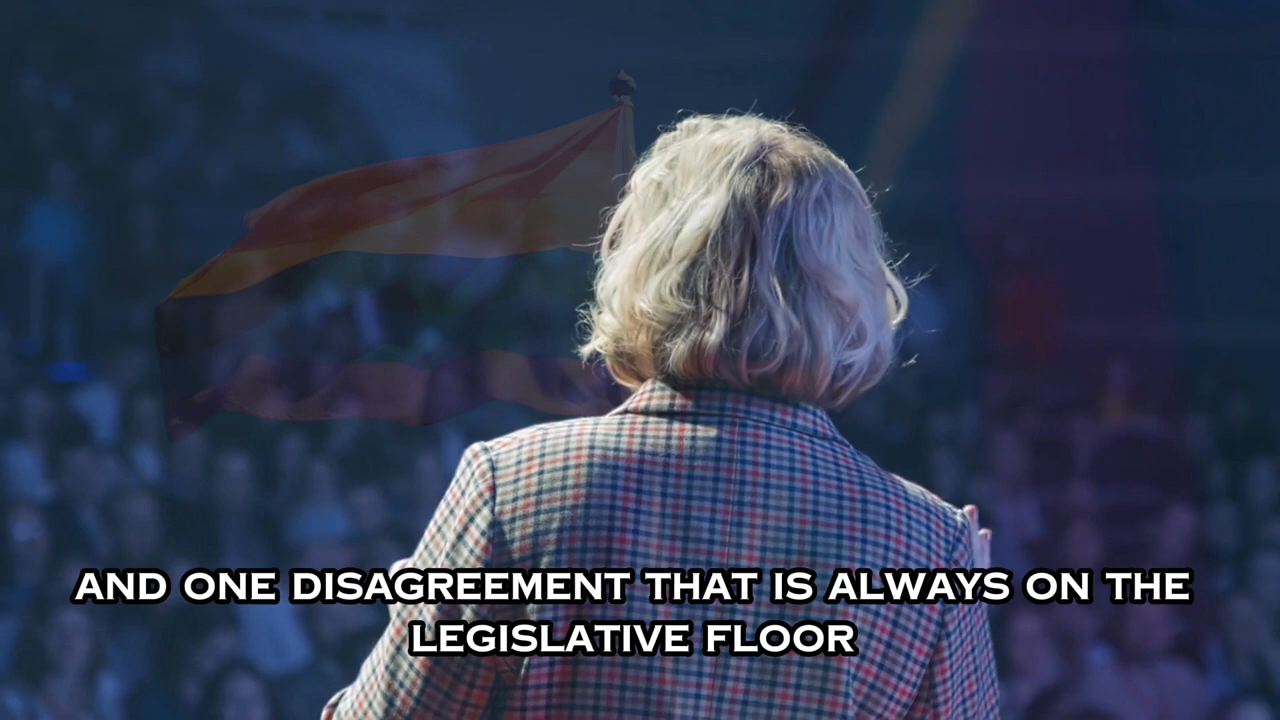 AND ONE DISAGREEMENT THAT IS ALWAYS ON THE
LEGISLATIVE FLOOR